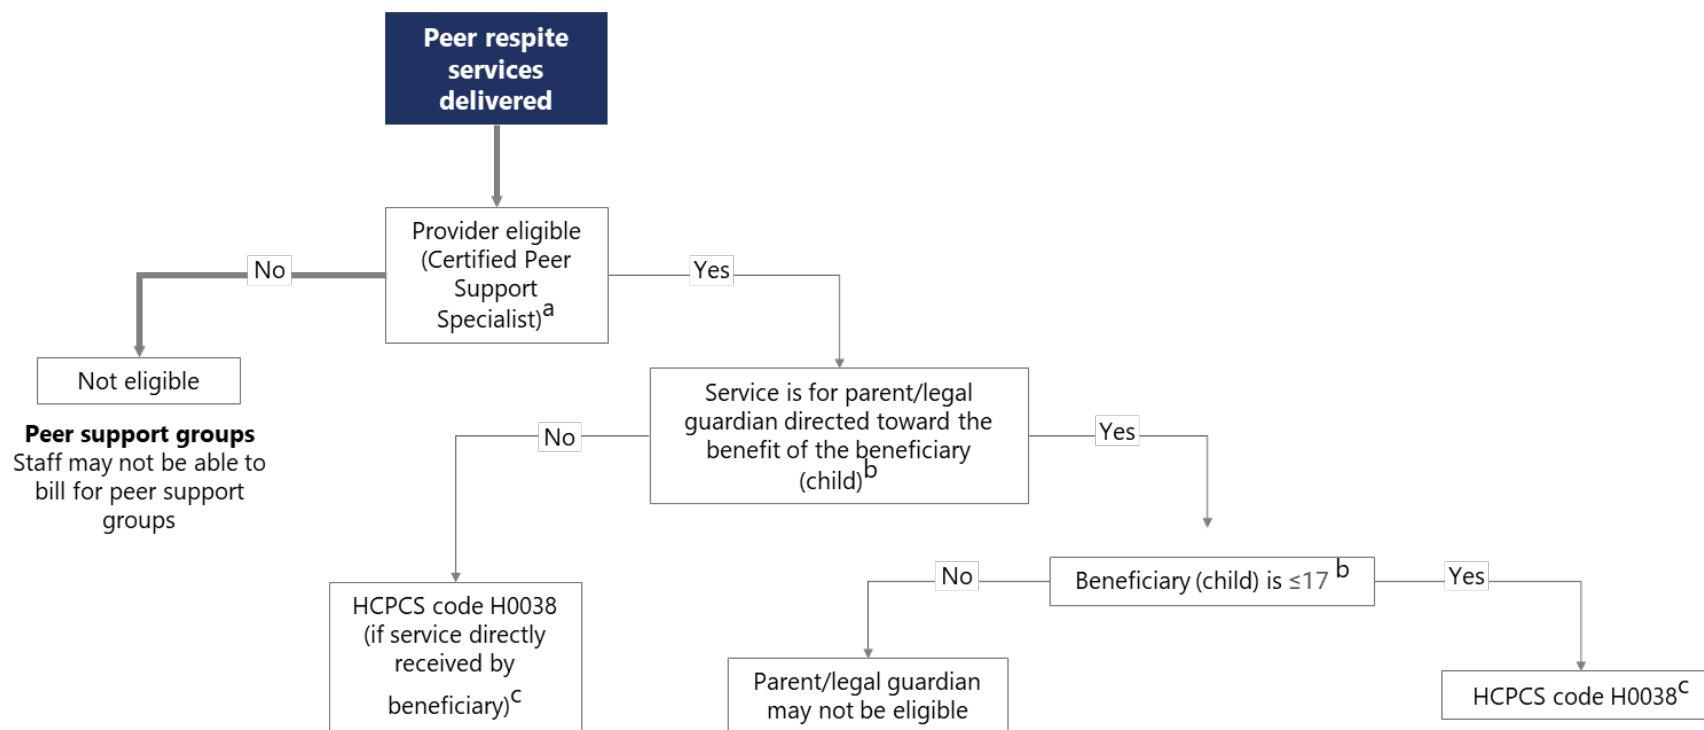 Peer respite
services
delivered
Provider eligible
(Certified Peer
Support
Specialist)a
No
Yes
Not eligible
Peer support groups
Staff may not be able to
bill for peer support
groups
Service is for parent/legal
guardian directed toward the
benefit of the beneficiary
(child)b
No
Yes
HCPCS code H0038
(if service directly
received by
beneficiary)c
Beneficiary (child) is ≤17 b
No
Yes
Parent/legal guardian
may not be eligible
HCPCS code H0038c